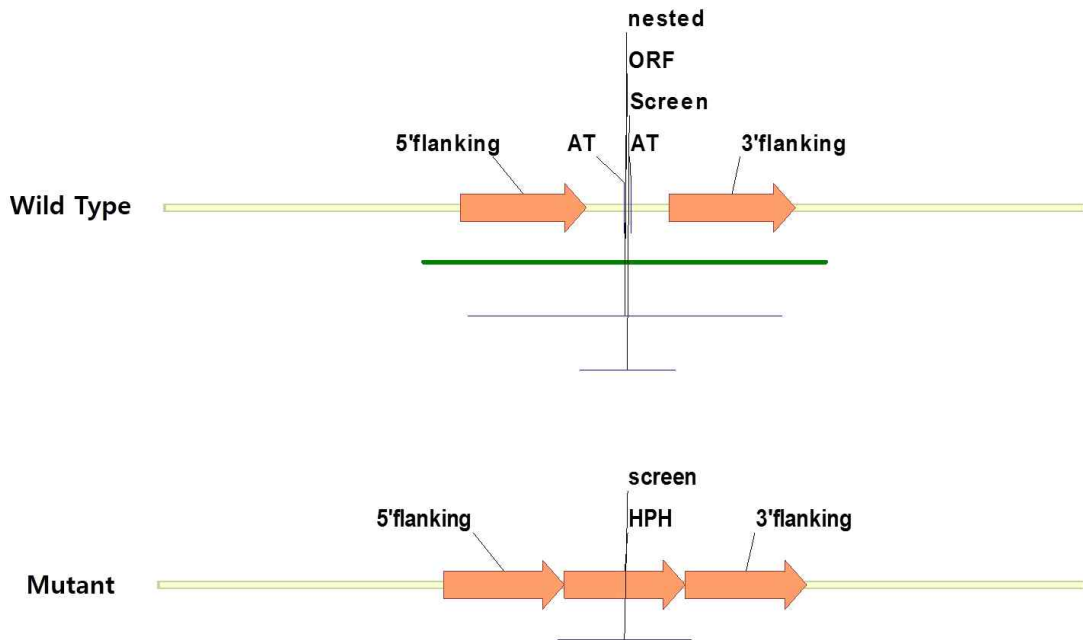 nested
ORF
Screen
5'flanking AT AT 3'flanking
Wild Type
screen
5'flanking HPH 3'flanking
Mutant